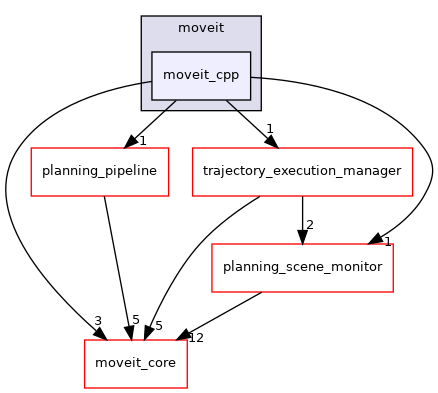 moveit
moveit_cpp
1
1
planning_pipeline
trajectory_execution_manager
2
1
planning_scene_monitor
3
5
5
12
moveit_core